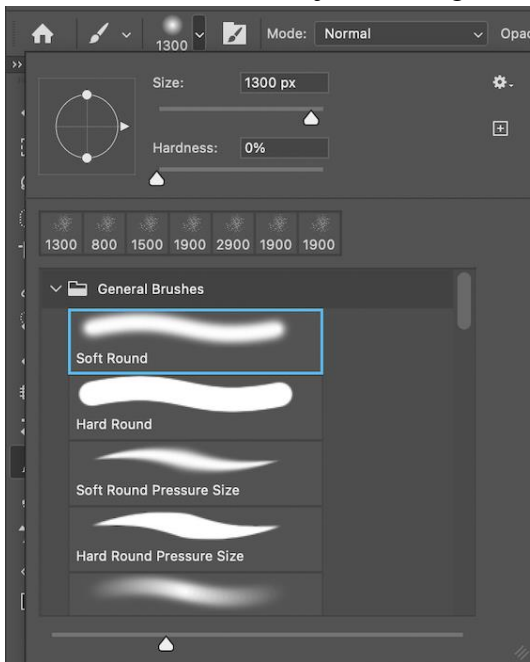 1300 Mode: Normal Opac
Size: 1300 px
Hardness: 0%
1300 800 1500 1900 2900 1900 1900
General Brushes
Soft Round
Hard Round
Soft Round Pressure Size
Hard Round Pressure Size